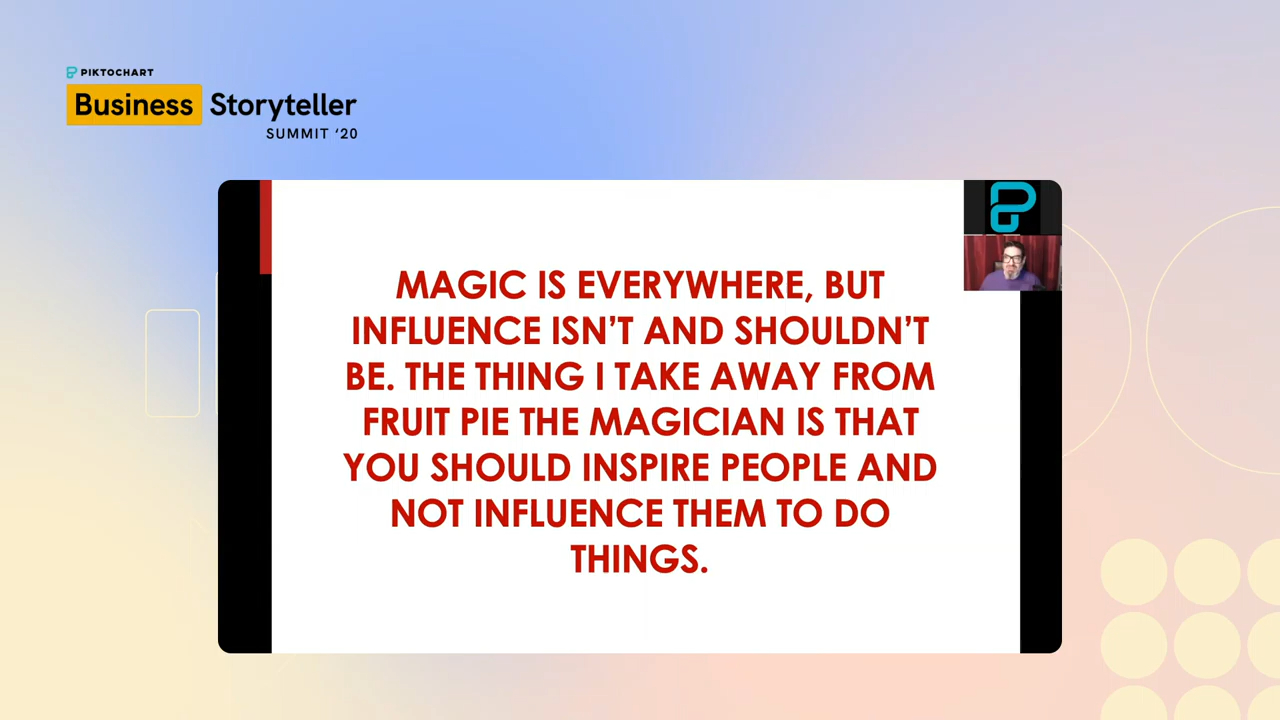 PIKTOCHART
Business Storyteller
SUMMIT ‘20
MAGIC IS EVERYWHERE, BUT
INFLUENCE ISN’T AND SHOULDN’T
BE. THE THING I TAKE AWAY FROM
FRUIT PIE THE MAGICIAN IS THAT
YOU SHOULD INSPIRE PEOPLE AND
NOT INFLUENCE THEM TO DO
THINGS.